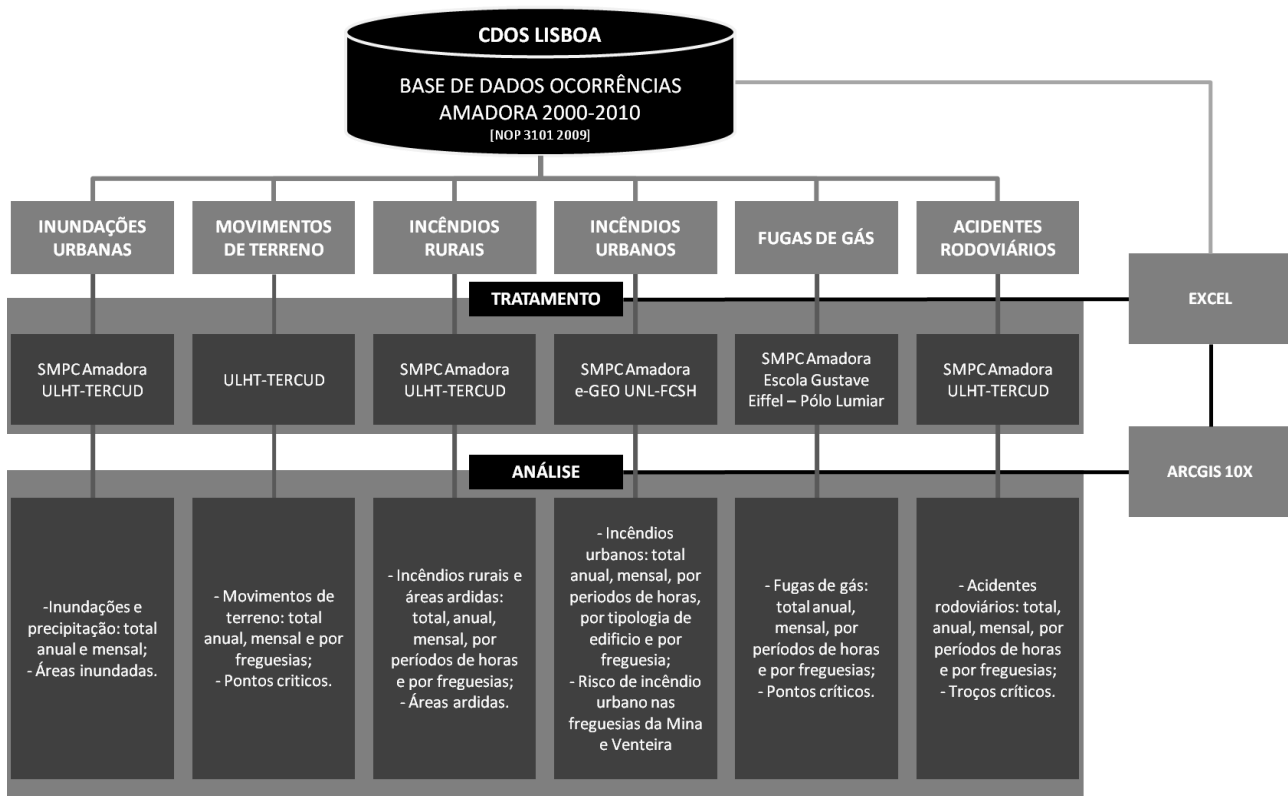 CDOS LISBOA
BASE DE DADOS OCORRÊNCIAS
AMADORA 2000-2010
[NOP 3101 2009]
INUNDAÇÕES
URBANAS
MOVIMENTOS
DE TERRENO
INCÊNDIOS
RURAIS
INCÊNDIOS
URBANOS
FUGAS DE GÁS
ACIDENTES
RODOVIÁRIOS
EXCEL
TRATAMENTO
SMPC Amadora
ULHT-TERCUD
ULHT-TERCUD
SMPC Amadora
ULHT-TERCUD
SMPC Amadora
e-GEO UNL-FCSH
SMPC Amadora
Escola Gustave
Eiffel – Pólo Lumiar
SMPC Amadora
ULHT-TERCUD
ANÁLISE
ARCGIS 10X
-Inundações e
precipitação: total
anual e mensal;
- Áreas inundadas.
- Movimentos de
terreno: total
anual, mensal e por
freguesias;
- Pontos criticos.
- Incêndios rurais e
áreas ardidas:
total, anual,
mensal, por
períodos de horas
e por freguesias;
- Áreas ardidas.
- Incêndios
urbanos: total
anual, mensal, por
periodos de horas,
por tipologia de
edificio e por
freguesia;
- Risco de incêndio
urbano nas
freguesias da Mina
e Venteira
- Fugas de gás:
total anual,
mensal, por
períodos de horas
e por freguesias;
- Pontos críticos.
- Acidentes
rodoviários: total,
anual, mensal, por
períodos de horas
e por freguesias;
- Troços críticos.